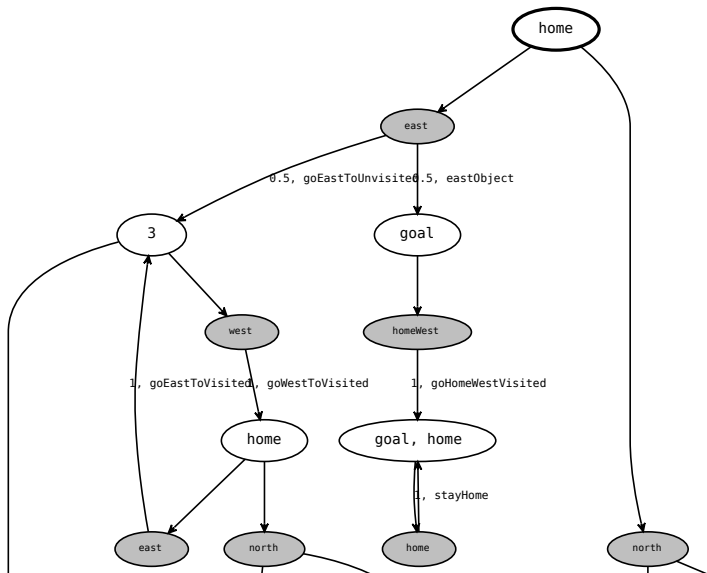 home
east
0.5, goEastToUnvisited
0.5, eastObject
3
goal
west
homeWest
1, goEastToVisited
1, goWestToVisited
1, goHomeWestVisited
home
goal, home
1, stayHome
east
north
home
north